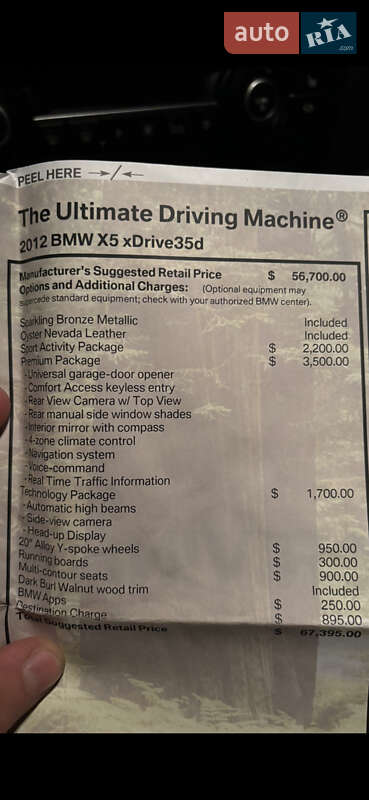 auto RIA
.com
PEEL HERE
The Ultimate Driving Machine®
2012 BMW X5 xDrive35d
Manufacturer's Suggested Retail Price $ 56,700.00
Options and Additional Charges: (Optional equipment may
supercede standard equipment; check with your authorized BMW center).
Sparkling Bronze Metallic Included
Oyster Nevada Leather Included
Sport Activity Package $ 2,200.00
Premium Package $ 3,500.00
- Universal garage-door opener
- Comfort Access keyless entry
- Rear View Camera w/ Top View
- Rear manual side window shades
- Interior mirror with compass
- 4-zone climate control
- Navigation system
- Voice-command
- Real Time Traffic Information
Technology Package $ 1,700.00
- Automatic high beams
- Side-view camera
- Head-up Display
20" Alloy Y-spoke wheels $ 950.00
Running boards $ 300.00
Multi-contour seats $ 900.00
Dark Burl Walnut wood trim Included
BMW Apps $ 250.00
Destination Charge $ 895.00
Total Suggested Retail Price $ 67,395.00